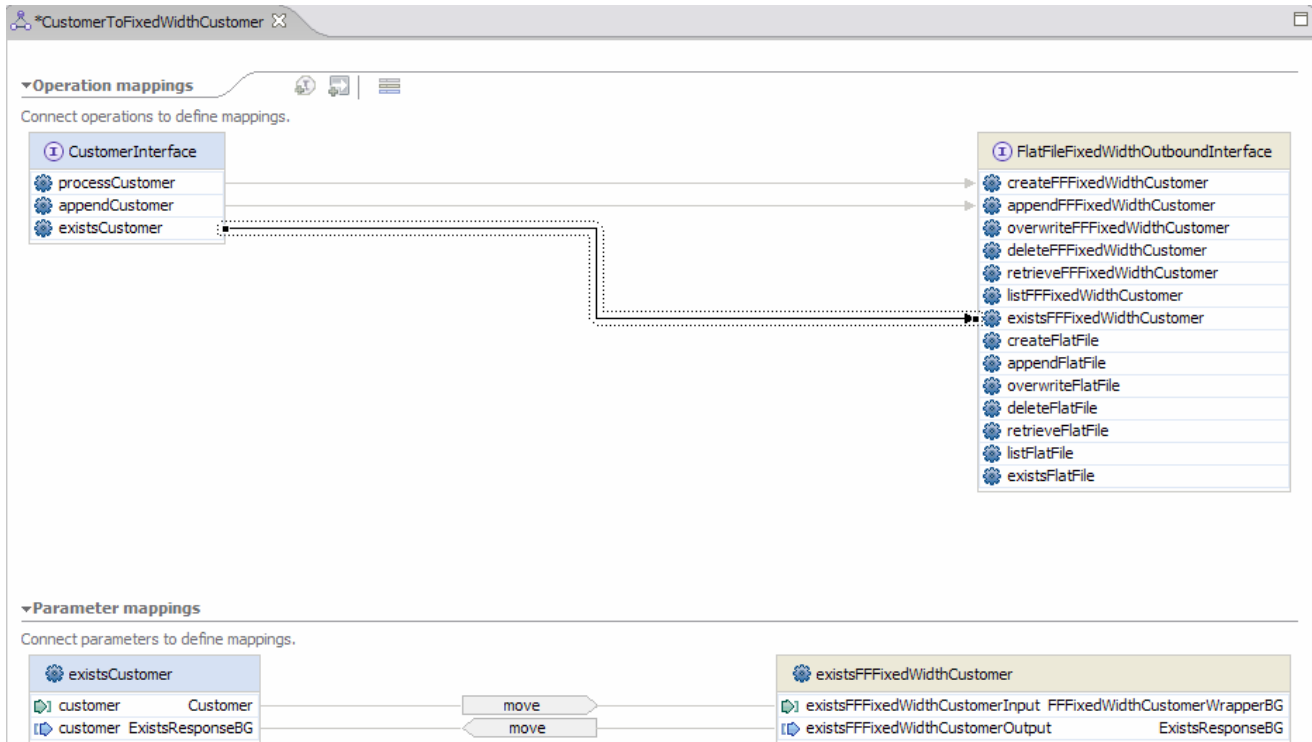 *CustomerToFixedWidthCustomer
Operation mappings
Connect operations to define mappings.
CustomerInterface
processCustomer
appendCustomer
existsCustomer
FlatFileFixedWidthOutboundInterface
createFFFixedWidthCustomer
appendFFFixedWidthCustomer
overwriteFFFixedWidthCustomer
deleteFFFixedWidthCustomer
retrieveFFFixedWidthCustomer
listFFFixedWidthCustomer
existsFFFixedWidthCustomer
createFlatFile
appendFlatFile
overwriteFlatFile
deleteFlatFile
retrieveFlatFile
listFlatFile
existsFlatFile
Parameter mappings
Connect parameters to define mappings.
existsCustomer
customer Customer
customer ExistsResponseBG
move
move
existsFFFixedWidthCustomer
existsFFFixedWidthCustomerInput FFFixedWidthCustomerWrapperBG
existsFFFixedWidthCustomerOutput ExistsResponseBG